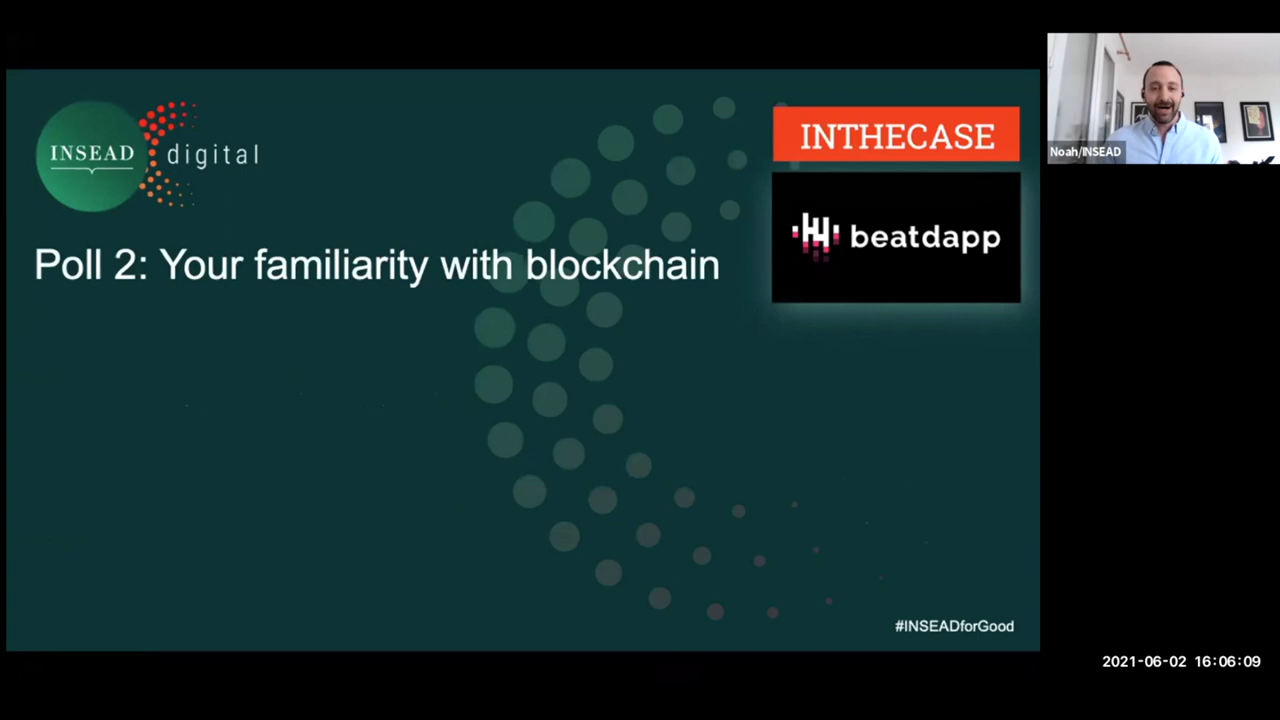 INSEAD
digital
INTHECASE
beatdapp
Poll 2: Your familiarity with blockchain
#INSEADforGood
Noah/INSEAD
2021-06-02 16:06:09